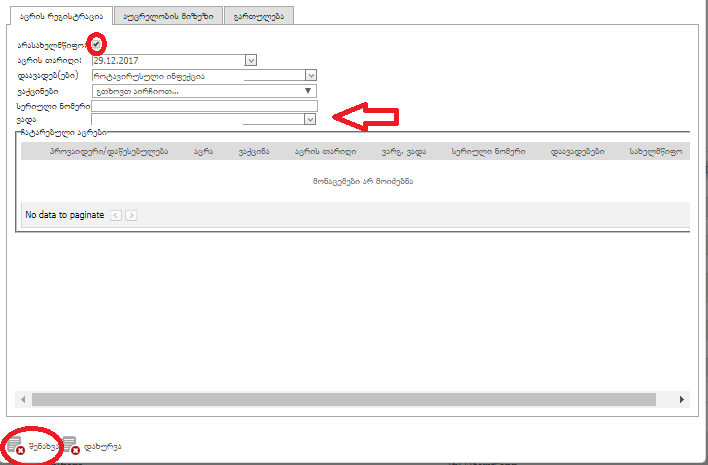 აცრის რეგისტრაცია აუცრელობის მიზეზი გართულება
არასახელმწიფო:
აცრის თარიღი: 29.12.2017
დაავადებ(ები) როტავირუსული ინფექცია
ვაქცინები გთხოვთ აირჩიოთ...
სერიული ნომერი
ვადა
ჩატარებული აცრები
პროვაიდერი/დაწესებულება აცრა ვაქცინა აცრის თარიღი ვარგ. ვადა სერიული ნომერი დაავადებები სახელმწიფო
მონაცემები არ მოიძებნა
No data to paginate
შენახვა დახურვა